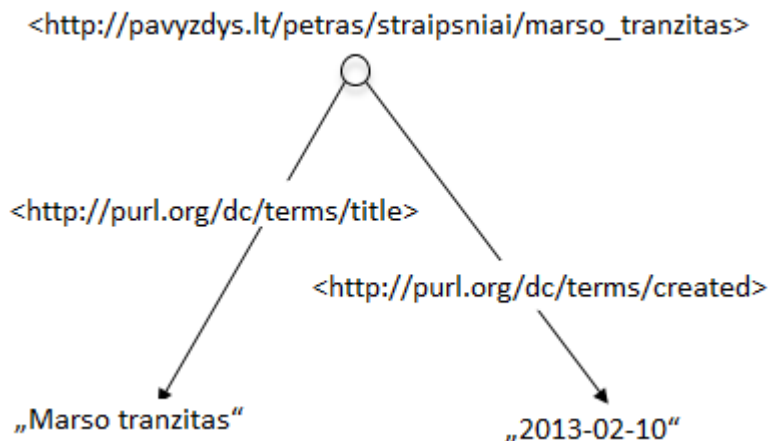 <http://pavyzdys.lt/petras/straipsniai/marso_tranzitas>
<http://purl.org/dc/terms/title>
<http://purl.org/dc/terms/created>
„Marso tranzitas“
„2013-02-10“